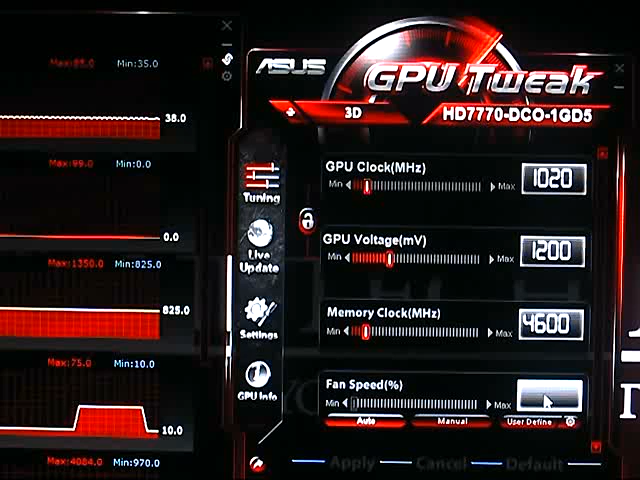 Max:85.0 Min:35.0
38.0
Max:99.0 Min:0.0
0.0
Max:1350.0 Min:825.0
825.0
Max:75.0 Min:10.0
10.0
Max:4084.0 Min:970.0
ASUS GPU Tweak
3D HD7770-DCO-1GD5
Tuning
Live
Update
Settings
GPU Info
GPU Clock(MHz)
Min Max 1020
GPU Voltage(mV)
Min Max 1200
Memory Clock(MHz)
Min Max 4600
Fan Speed(%)
Min Max
Auto Manual User Define
Apply Cancel Default